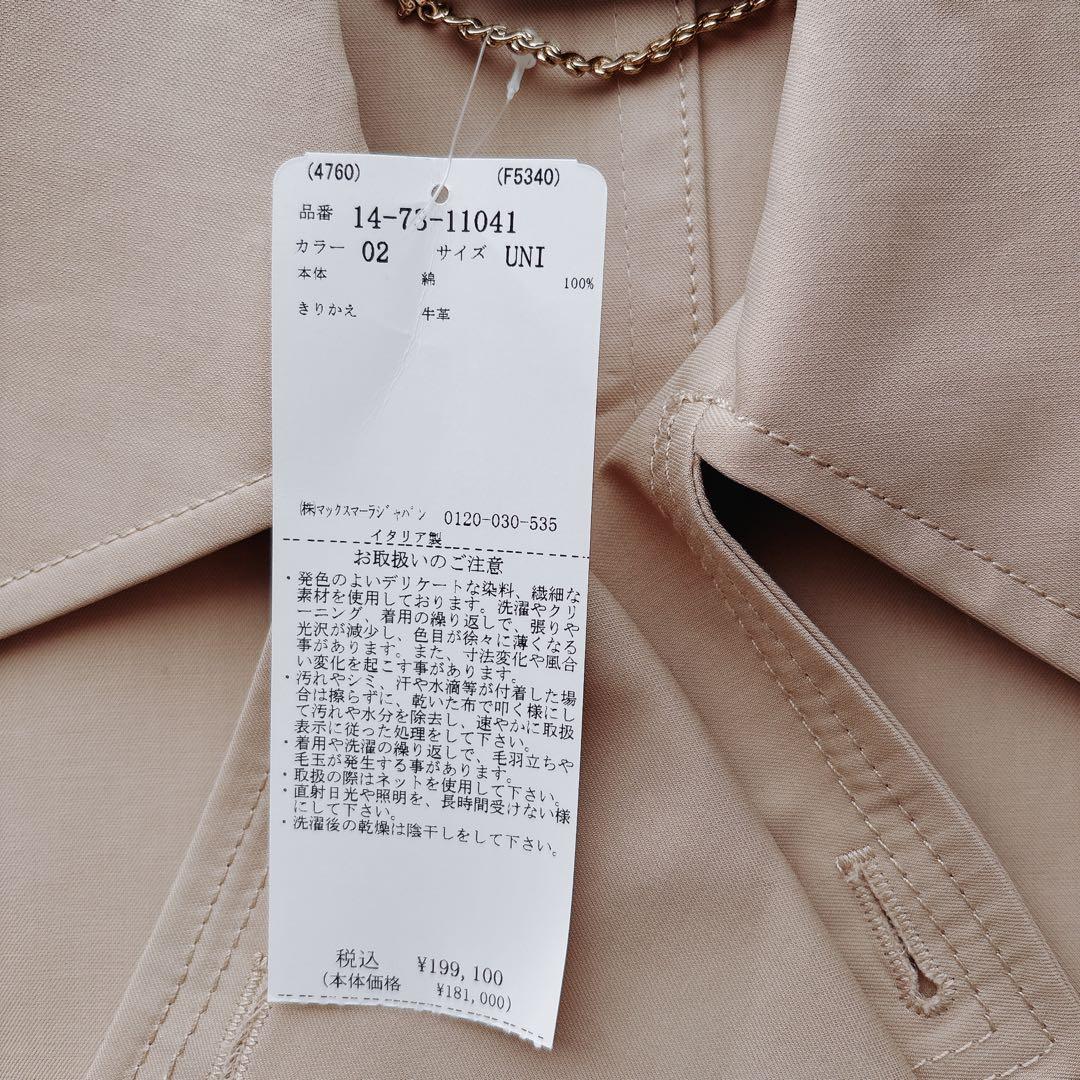 (4760) (F5340)
品番 14-73-11041
カラー 02 サイズ UNI
本体 綿 100%
きりかえ 牛革
㈱マックスマーラジャパン 0120-030-535
イタリア製
お取扱いのご注意
・発色のよいデリケートな染料、繊細な
素材を使用しております。洗濯やクリ
ーニング、着用の繰り返しで、張りや
光沢が減少し、色目が徐々に薄くなる
事があります。また、寸法変化や風合
い変化を起こす事があります。
・汚れやシミ、汗や水滴等が付着した場
合は擦らずに、乾いた布で叩く様にし
て汚れや水分を除去し、速やかに取扱
表示に従った処理をして下さい。
・着用や洗濯の繰り返しで、毛羽立ちや
毛玉が発生する事があります。
・取扱の際はネットを使用して下さい。
・直射日光や照明を、長時間受けない様
にして下さい。
・洗濯後の乾燥は陰干しをして下さい。
税込 ¥199,100
(本体価格 ¥181,000)